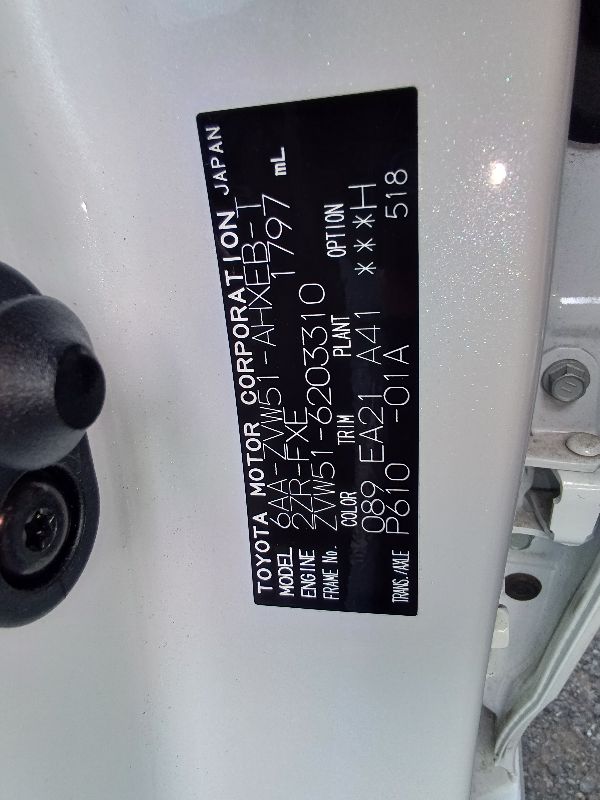 TOYOTA MOTOR CORPORATION JAPAN
MODEL 6AA-ZVW51-AHXEB-T
ENGINE 2ZR-FXE 1797 mL
FRAME No. ZVW51-6203310
COLOR TRIM PLANT OPTION
089 EA21 A41 ***H
TRANS./AXLE P610 -01A 518